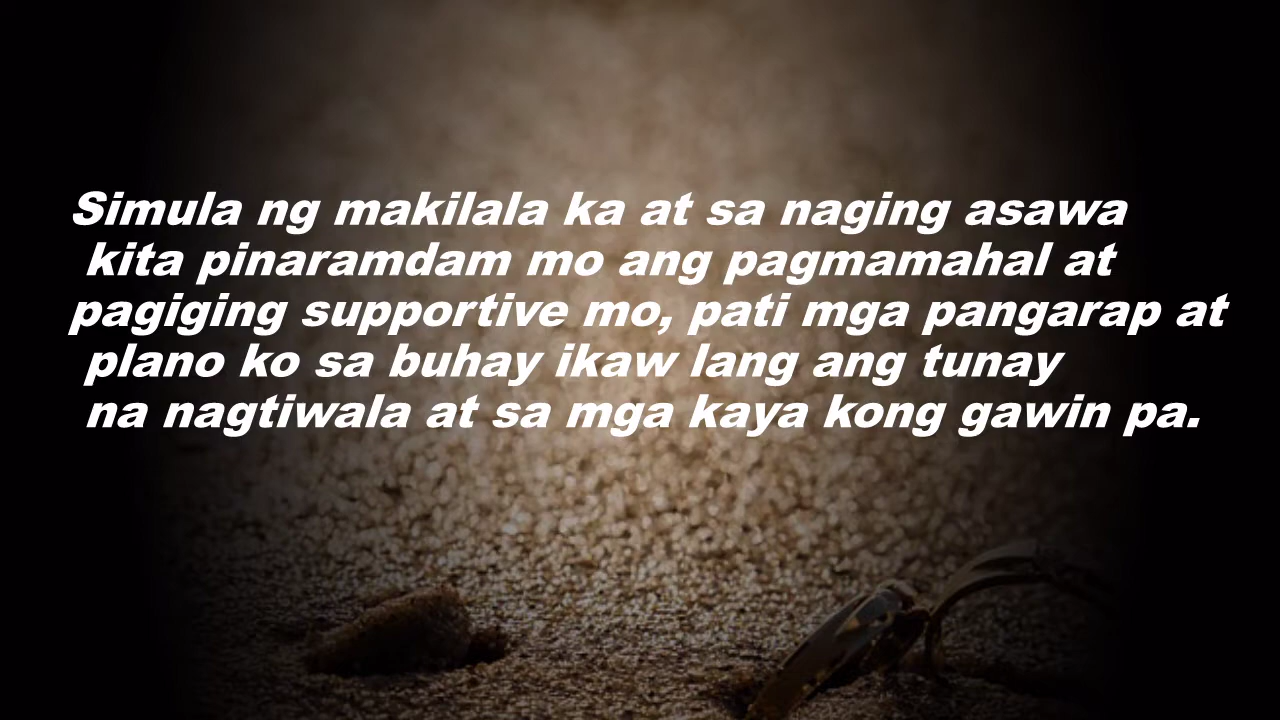 Simula ng makilala ka at sa naging asawa
kita pinaramdam mo ang pagmamahal at
pagiging supportive mo, pati mga pangarap at
plano ko sa buhay ikaw lang ang tunay
na nagtiwala at sa mga kaya kong gawin pa.